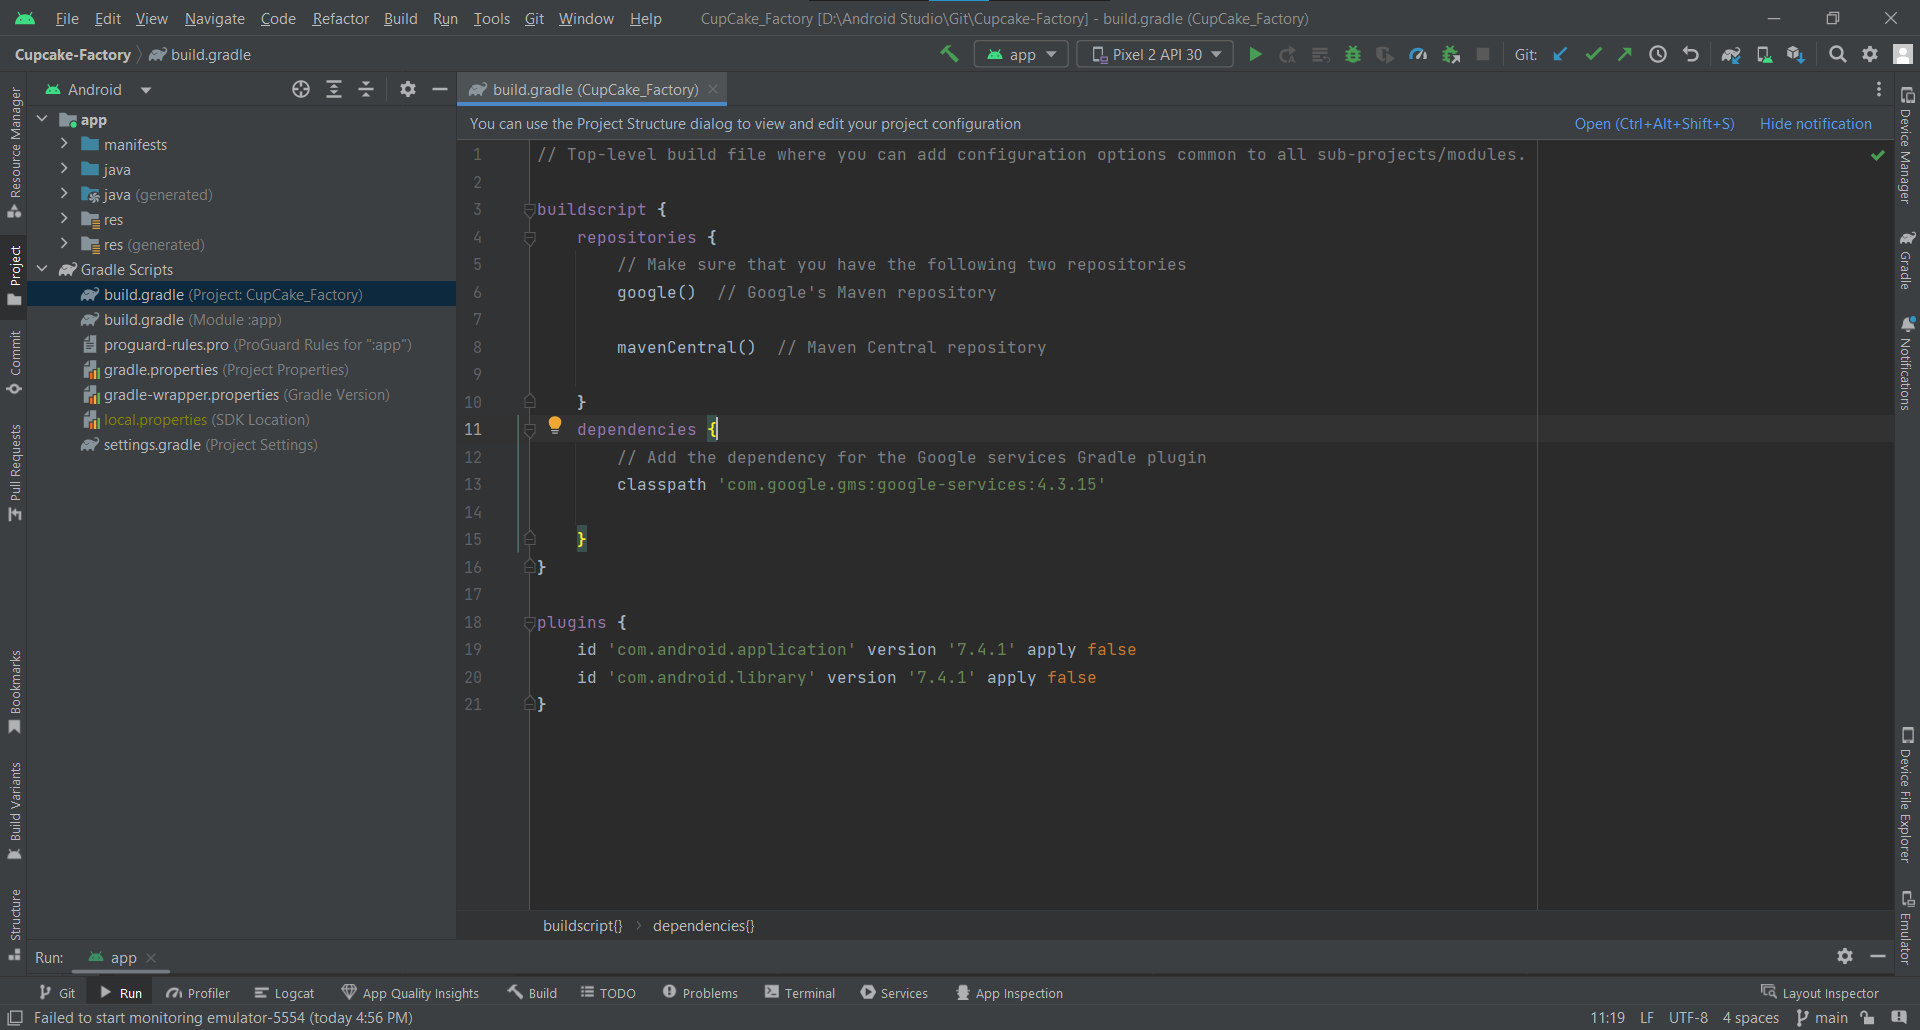 File Edit View Navigate Code Refactor Build Run Tools Git Window Help CupCake_Factory [D:\Android Studio\Git\Cupcake-Factory] - build.gradle (CupCake_Factory)
Cupcake-Factory build.gradle app Pixel 2 API 30 Git:
Android
build.gradle (CupCake_Factory)
You can use the Project Structure dialog to view and edit your project configuration Open (Ctrl+Alt+Shift+S) Hide notification
app
manifests
java
java (generated)
res
res (generated)
Gradle Scripts
build.gradle (Project: CupCake_Factory)
build.gradle (Module :app)
proguard-rules.pro (ProGuard Rules for ":app")
gradle.properties (Project Properties)
gradle-wrapper.properties (Gradle Version)
local.properties (SDK Location)
settings.gradle (Project Settings)
Resource Manager
Project
Commit
Pull Requests
Bookmarks
Build Variants
Structure
1 // Top-level build file where you can add configuration options common to all sub-projects/modules.
2
3 buildscript {
4 repositories {
5 // Make sure that you have the following two repositories
6 google() // Google's Maven repository
7
8 mavenCentral() // Maven Central repository
9
10 }
11 dependencies {
12 // Add the dependency for the Google services Gradle plugin
13 classpath 'com.google.gms:google-services:4.3.15'
14
15 }
16 }
17
18 plugins {
19 id 'com.android.application' version '7.4.1' apply false
20 id 'com.android.library' version '7.4.1' apply false
21 }
buildscript{} dependencies{}
Device Manager
Gradle
Notifications
Device File Explorer
Emulator
Run: app
Git Run Profiler Logcat App Quality Insights Build TODO Problems Terminal Services App Inspection Layout Inspector
Failed to start monitoring emulator-5554 (today 4:56 PM) 11:19 LF UTF-8 4 spaces main